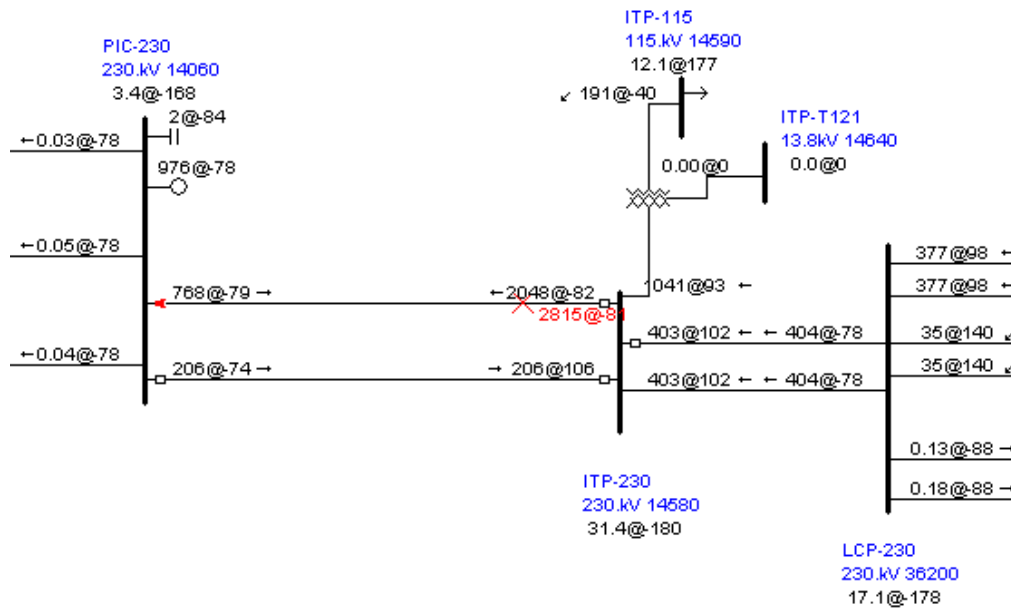 ITP-115
115.kV 14590
12.1@177
PIC-230
230.kV 14060
3.4@-168
2@-84
↙ 191@-40
ITP-T121
13.8kV 14640
0.00@0
0.0@0
←0.03@-78
976@-78
←0.05@-78
377@98 ←
768@-79 →
←2048@-82
2815@-81
1041@93 ←
377@98 ←
403@102 ←
← 404@-78
35@140 ↙
←0.04@-78
206@-74 →
→ 206@106
403@102 ←
← 404@-78
35@140 ↙
0.13@-88 →
0.18@-88 →
ITP-230
230.kV 14580
31.4@-180
LCP-230
230.kV 36200
17.1@-178